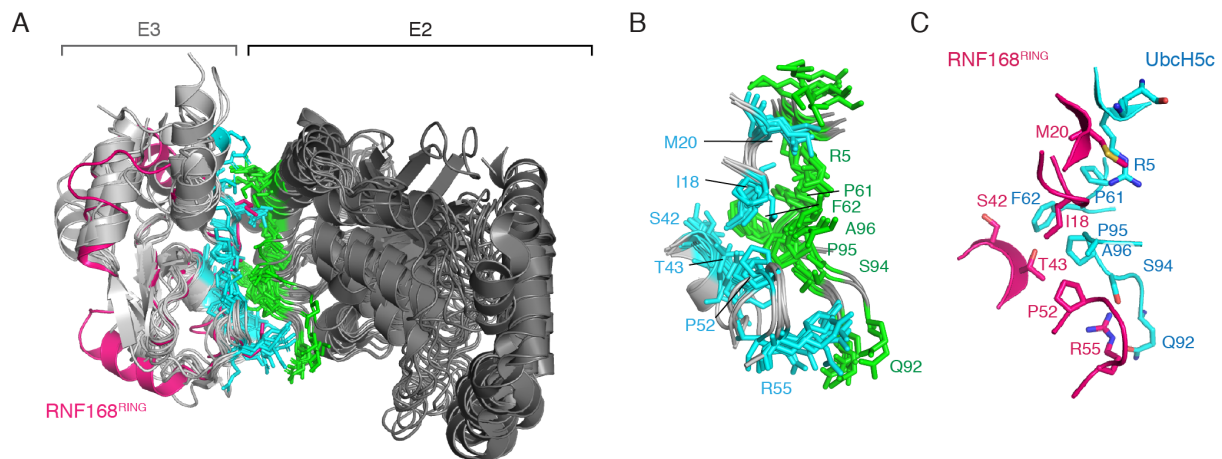 A
E3
E2
RNF168RING
B
M20
R5
I18
P61
F62
S42
A96
P95
T43
S94
P52
Q92
R55
C
UbcH5c
RNF168RING
M20
R5
F62
P61
S42
I18
P95
A96
S94
T43
P52
Q92
R55